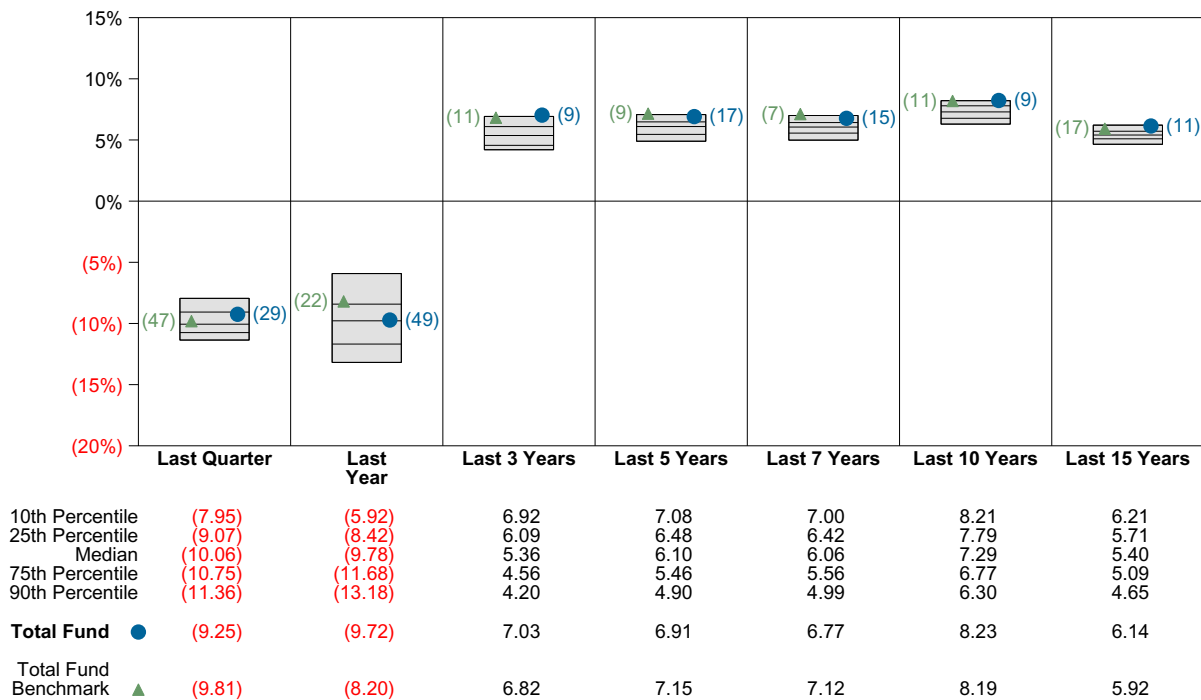 15%
10%
5%
0%
(5%)
(10%)
(15%)
(20%)
(47) (29)
(22) (49)
(11) (9)
(9) (17)
(7) (15)
(11) (9)
(17) (11)
Last Quarter Last Year Last 3 Years Last 5 Years Last 7 Years Last 10 Years Last 15 Years
10th Percentile (7.95) (5.92) 6.92 7.08 7.00 8.21 6.21
25th Percentile (9.07) (8.42) 6.09 6.48 6.42 7.79 5.71
Median (10.06) (9.78) 5.36 6.10 6.06 7.29 5.40
75th Percentile (10.75) (11.68) 4.56 5.46 5.56 6.77 5.09
90th Percentile (11.36) (13.18) 4.20 4.90 4.99 6.30 4.65
Total Fund (9.25) (9.72) 7.03 6.91 6.77 8.23 6.14
Total Fund
Benchmark (9.81) (8.20) 6.82 7.15 7.12 8.19 5.92